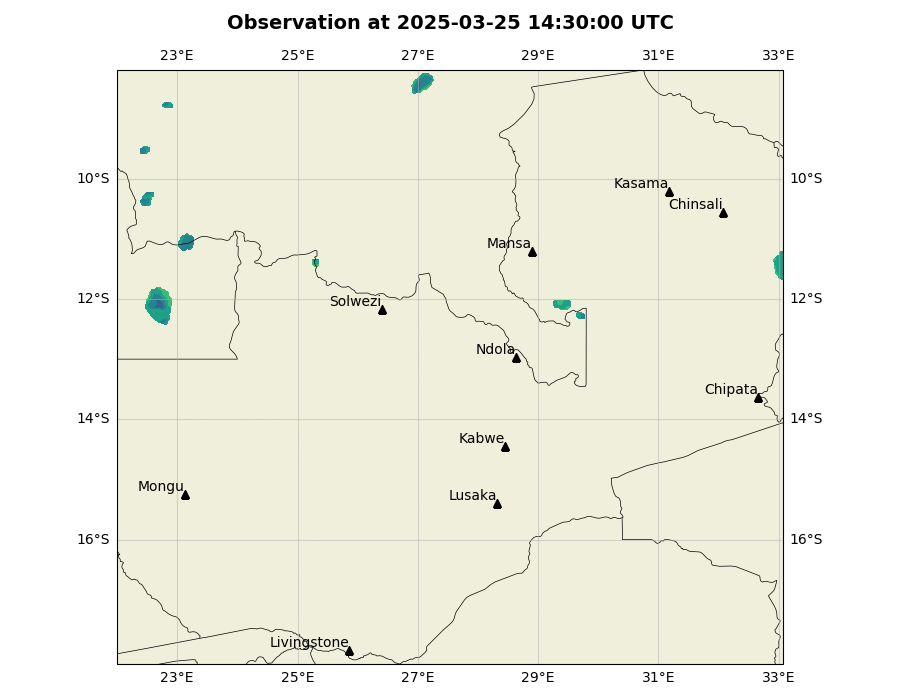 Observation at 2025-03-25 14:30:00 UTC
23°E 25°E 27°E 29°E 31°E 33°E
10°S 10°S
Kasama
Chinsali
Mansa
12°S 12°S
Solwezi
Ndola
Chipata
14°S 14°S
Kabwe
Mongu
Lusaka
16°S 16°S
Livingstone
23°E 25°E 27°E 29°E 31°E 33°E